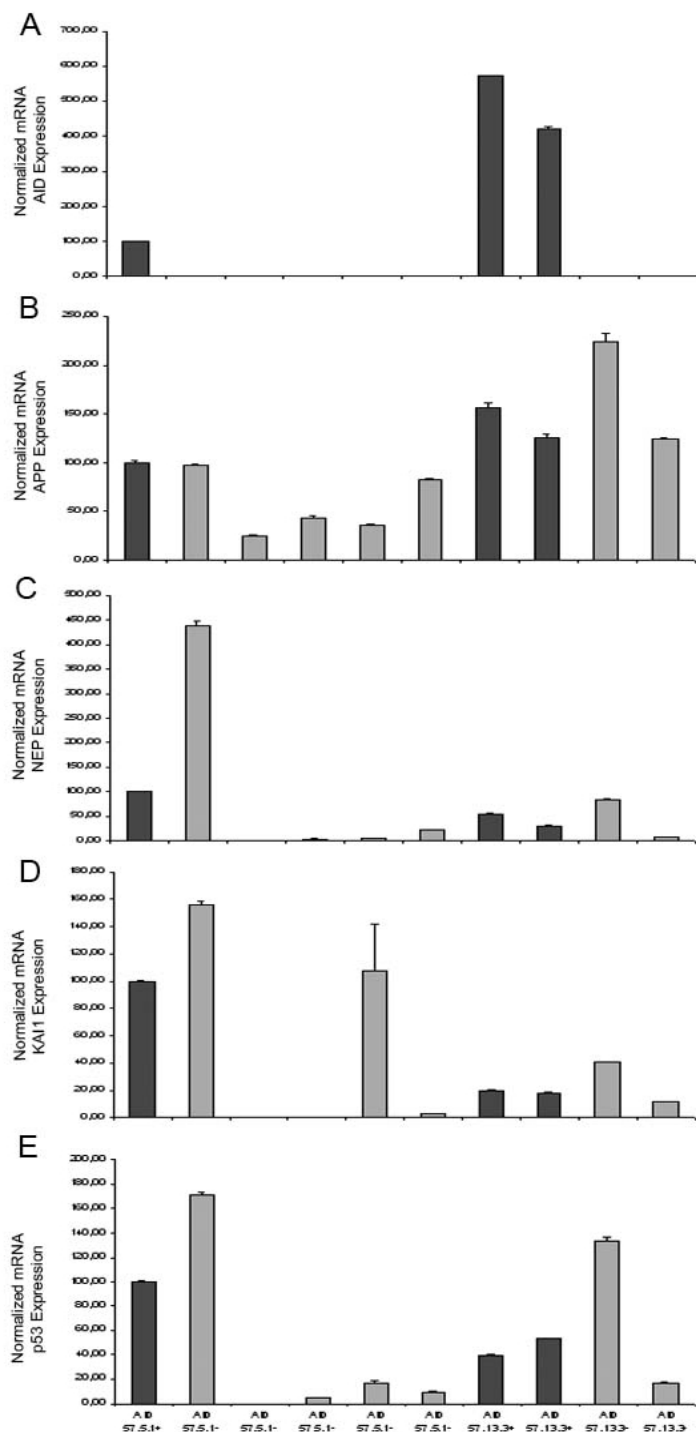 A
Normalized mRNA
AID Expression
700,00
600,00
500,00
400,00
300,00
200,00
100,00
0,00
B
Normalized mRNA
APP Expression
250,00
200,00
150,00
100,00
50,00
0,00
C
Normalized mRNA
NEP Expression
500,00
450,00
400,00
350,00
300,00
250,00
200,00
150,00
100,00
50,00
0,00
D
Normalized mRNA
KAI1 Expression
180,00
160,00
140,00
120,00
100,00
80,00
60,00
40,00
20,00
0,00
E
Normalized mRNA
p53 Expression
200,00
180,00
160,00
140,00
120,00
100,00
80,00
60,00
40,00
20,00
0,00
AID AID AID AID AID AID AID AID AID AID
57.5.1+ 57.5.1- 57.5.1- 57.5.1- 57.5.1- 57.5.1- 57.13.3+ 57.13.3+ 57.133- 57.13.3-